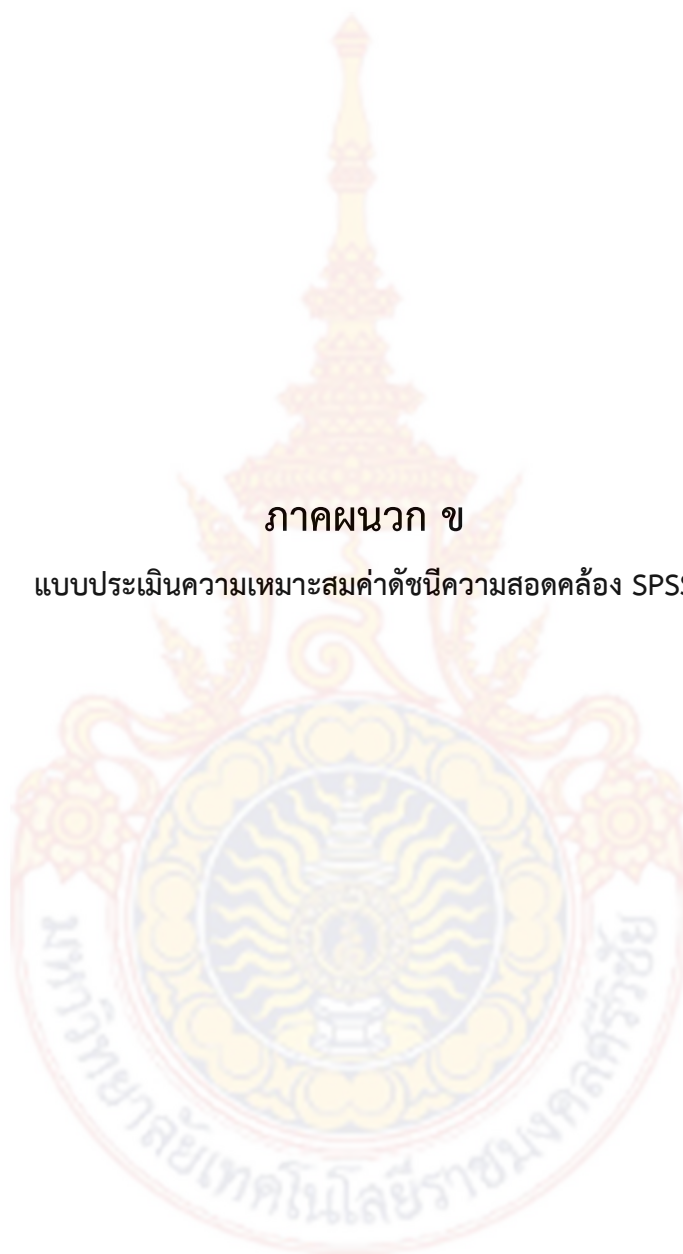 ภาคผนวก ข
แบบประเมินความเหมาะสมค่าดัชนีความสอดคล้อง SPSS
มหาวิทยาลัยเทคโนโลยีราชมงคลศรีวิชัย